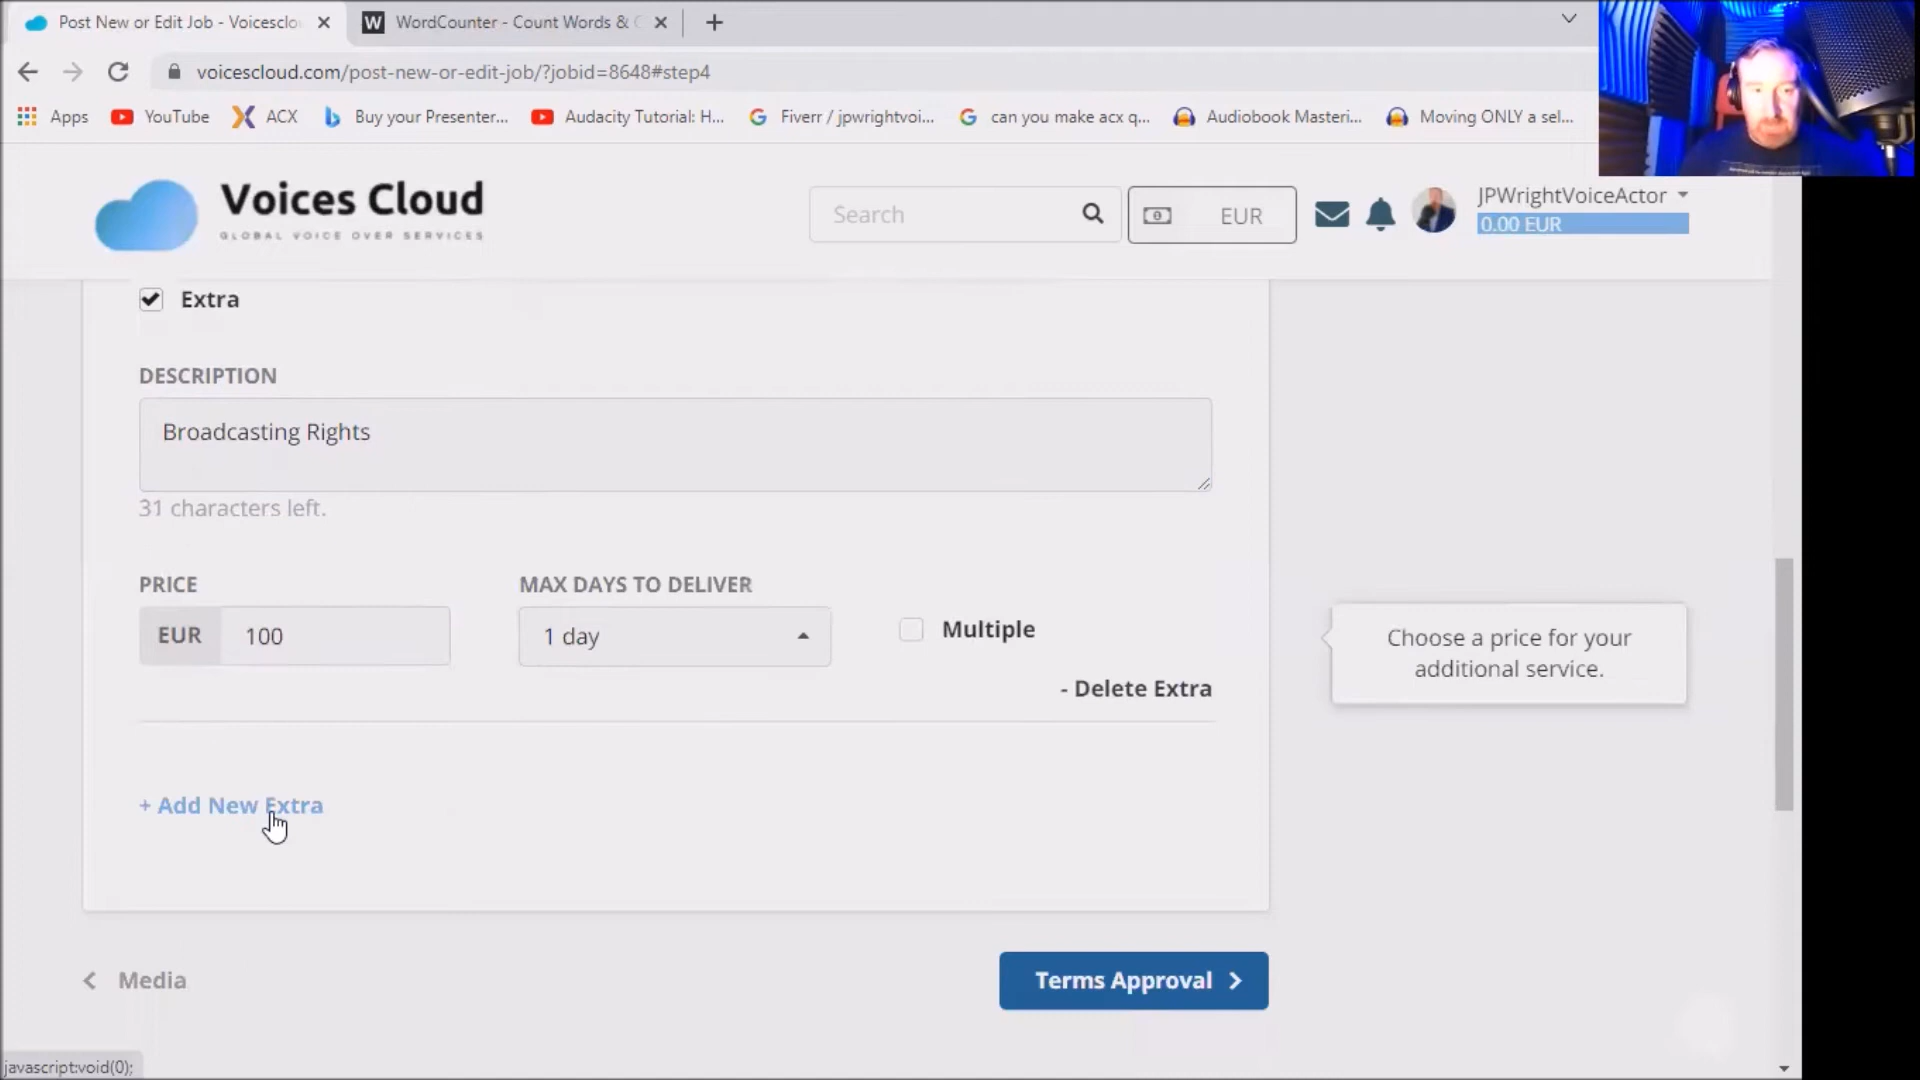 Post New or Edit Job - Voicesclo
WordCounter - Count Words & C
voicescloud.com/post-new-or-edit-job/?jobid=8648#step4
Apps
YouTube
ACX
Buy your Presenter...
Audacity Tutorial: H...
Fiverr / jpwrightvoi...
can you make acx q...
Audiobook Masteri...
Moving ONLY a sel...
Voices Cloud
GLOBAL VOICE OVER SERVICES
Search
EUR
JPWrightVoiceActor
0.00 EUR
Extra
DESCRIPTION
Broadcasting Rights
31 characters left.
PRICE
MAX DAYS TO DELIVER
EUR 100
1 day
Multiple
Choose a price for your
additional service.
- Delete Extra
+ Add New Extra
Media
Terms Approval
javascript:void(0);